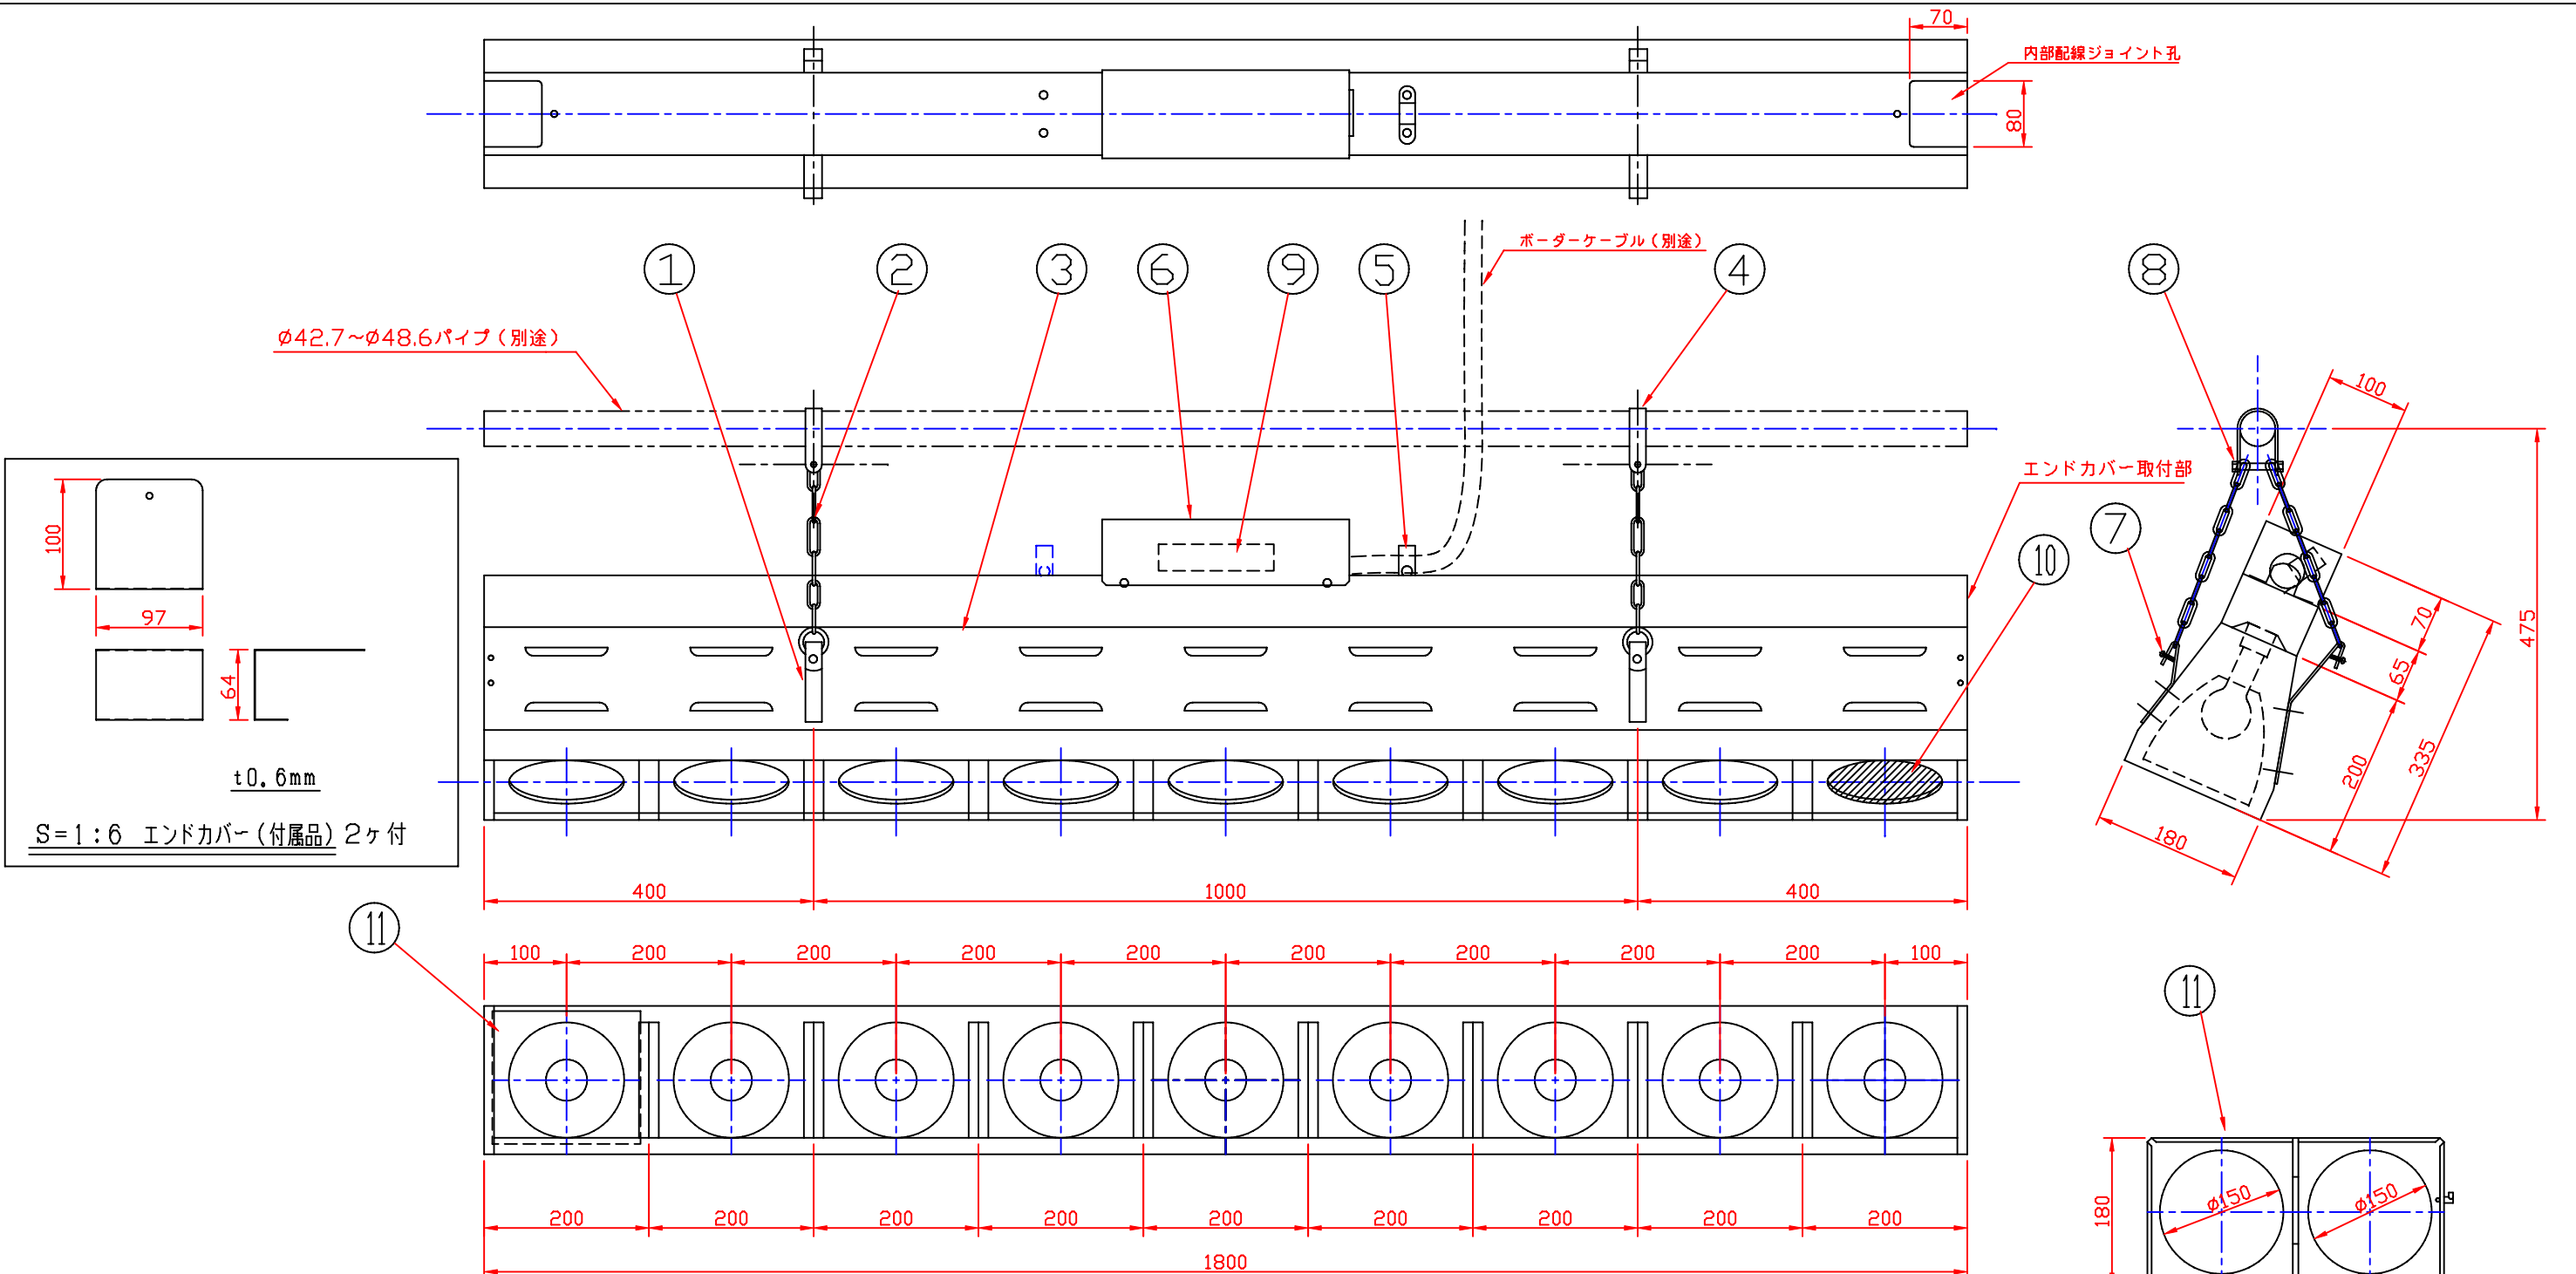 70
内部配線ジョイント孔
80
ボーダーケーブル（別途）
① ② ③ ⑥ ⑨ ⑤ ④ ⑧
φ42.7～φ48.6パイプ（別途）
100
475
エンドカバー取付部
⑦
⑩
100
97
64
t0.6mm
S=1:6 エンドカバー（付属品）2ヶ付
70
65
200
335
180
400 1000 400
⑪
100 200 200 200 200 200 200 200 200 100
⑪
180
φ150 φ150
200 200 200 200 200 200 200 200 200
1800